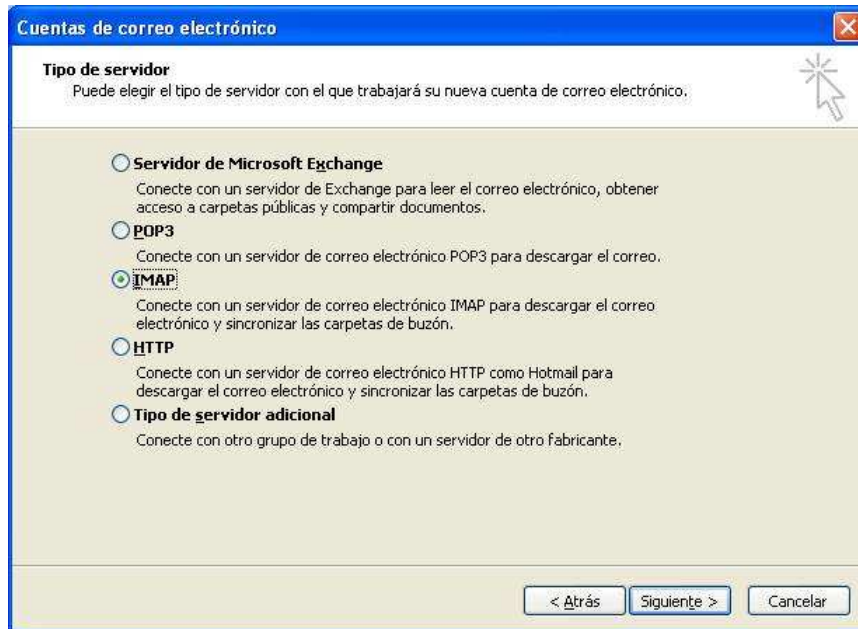 Cuentas de correo electrónico
Tipo de servidor
Puede elegir el tipo de servidor con el que trabajará su nueva cuenta de correo electrónico.
Servidor de Microsoft Exchange
Conecte con un servidor de Exchange para leer el correo electrónico, obtener
acceso a carpetas públicas y compartir documentos.
POP3
Conecte con un servidor de correo electrónico POP3 para descargar el correo.
IMAP
Conecte con un servidor de correo electrónico IMAP para descargar el correo
electrónico y sincronizar las carpetas de buzón.
HTTP
Conecte con un servidor de correo electrónico HTTP como Hotmail para
descargar el correo electrónico y sincronizar las carpetas de buzón.
Tipo de servidor adicional
Conecte con otro grupo de trabajo o con un servidor de otro fabricante.
< Atrás Siguiente > Cancelar